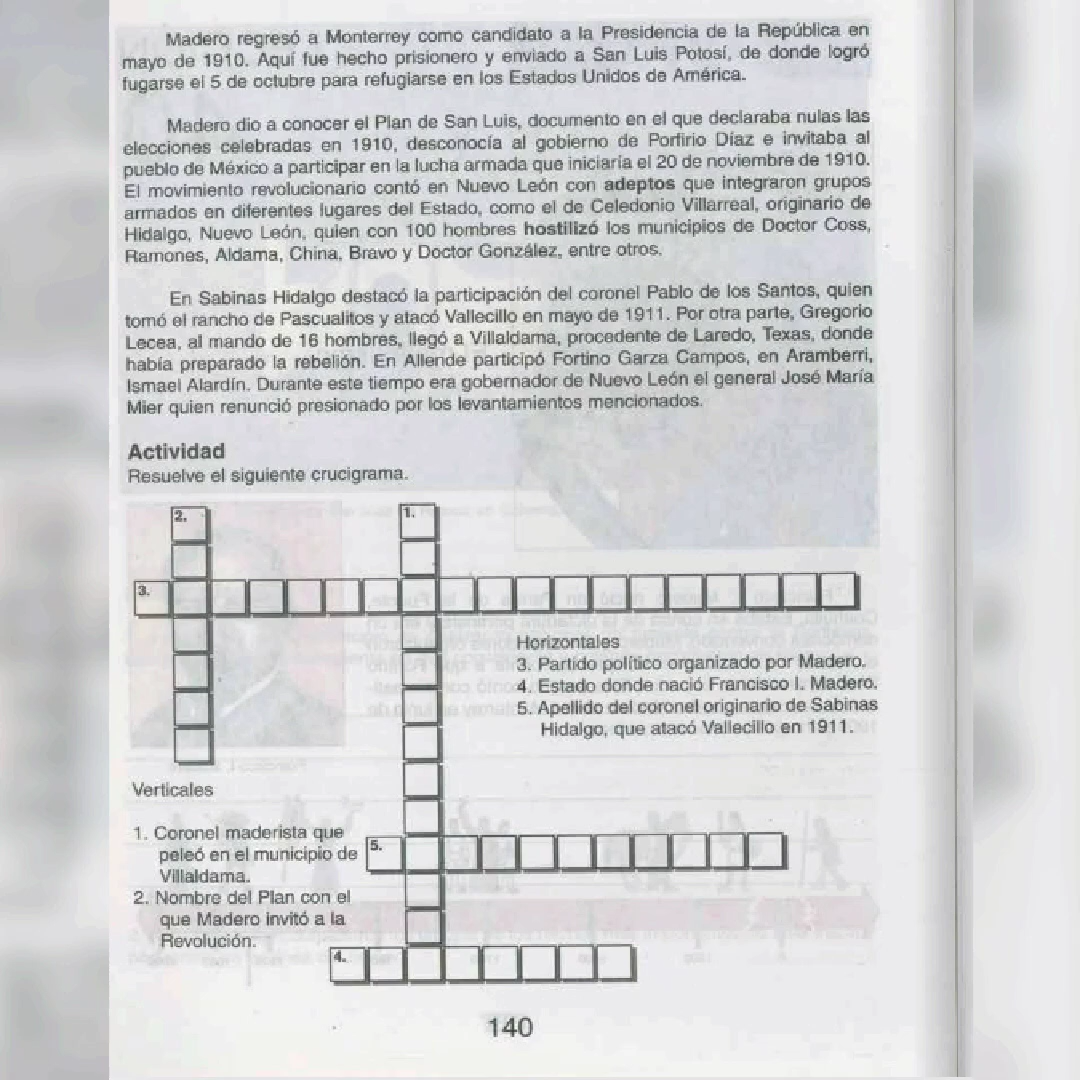 Madero regresó a Monterrey como candidato a la Presidencia de la República en
mayo de 1910. Aquí fue hecho prisionero y enviado a San Luis Potosí, de donde logró
fugarse el 5 de octubre para refugiarse en los Estados Unidos de América.
Madero dio a conocer el Plan de San Luis, documento en el que declaraba nulas las
elecciones celebradas en 1910, desconocía al gobierno de Porfirio Díaz e invitaba al
pueblo de México a participar en la lucha armada que iniciaría el 20 de noviembre de 1910.
El movimiento revolucionario contó en Nuevo León con adeptos que integraron grupos
armados en diferentes lugares del Estado, como el de Celedonio Villarreal, originario de
Hidalgo, Nuevo León, quien con 100 hombres hostilizó los municipios de Doctor Coss,
Ramones, Aldama, China, Bravo y Doctor González, entre otros.
En Sabinas Hidalgo destacó la participación del coronel Pablo de los Santos, quien
tomó el rancho de Pascualitos y atacó Vallecillo en mayo de 1911. Por otra parte, Gregorio
Lecea, al mando de 16 hombres, llegó a Villaldama, procedente de Laredo, Texas, donde
había preparado la rebelión. En Allende participó Fortino Garza Campos, en Aramberri,
Ismael Alardín. Durante este tiempo era gobernador de Nuevo León el general José María
Mier quien renunció presionado por los levantamientos mencionados.
Actividad
Resuelve el siguiente crucigrama.
2.
1.
3.
Horizontales
3. Partido político organizado por Madero.
4. Estado donde nació Francisco I. Madero.
5. Apellido del coronel originario de Sabinas
Hidalgo, que atacó Vallecillo en 1911.
Verticales
1. Coronel maderista que
peleó en el municipio de
Villaldama.
2. Nombre del Plan con el
que Madero invitó a la
Revolución.
5.
4.
140